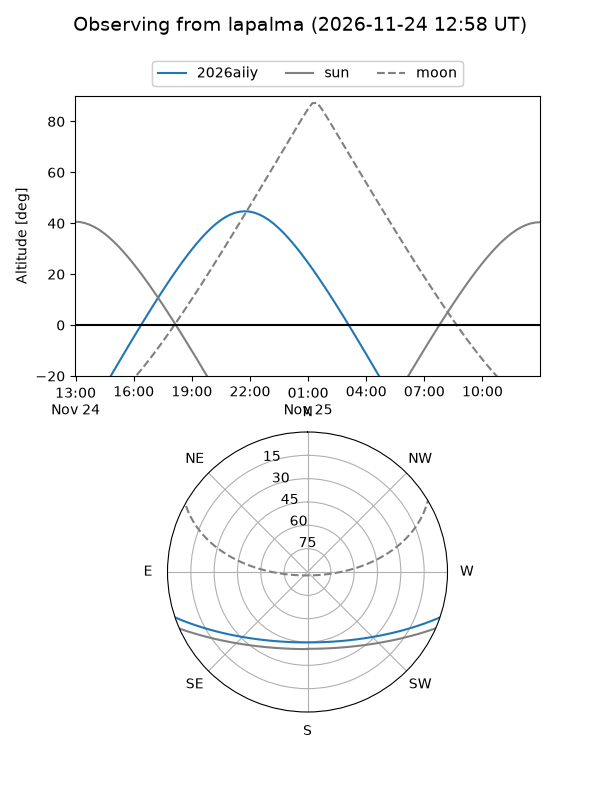 Observing from lapalma (2026-11-24 12:58 UT)
2026aiiy sun moon
Altitude [deg]
80
60
40
20
0
−20
13:00 16:00 19:00 22:00 01:00 04:00 07:00 10:00
Nov 24 Nov 25
N
NE NW
15
30
45
60
75
E W
SE SW
S